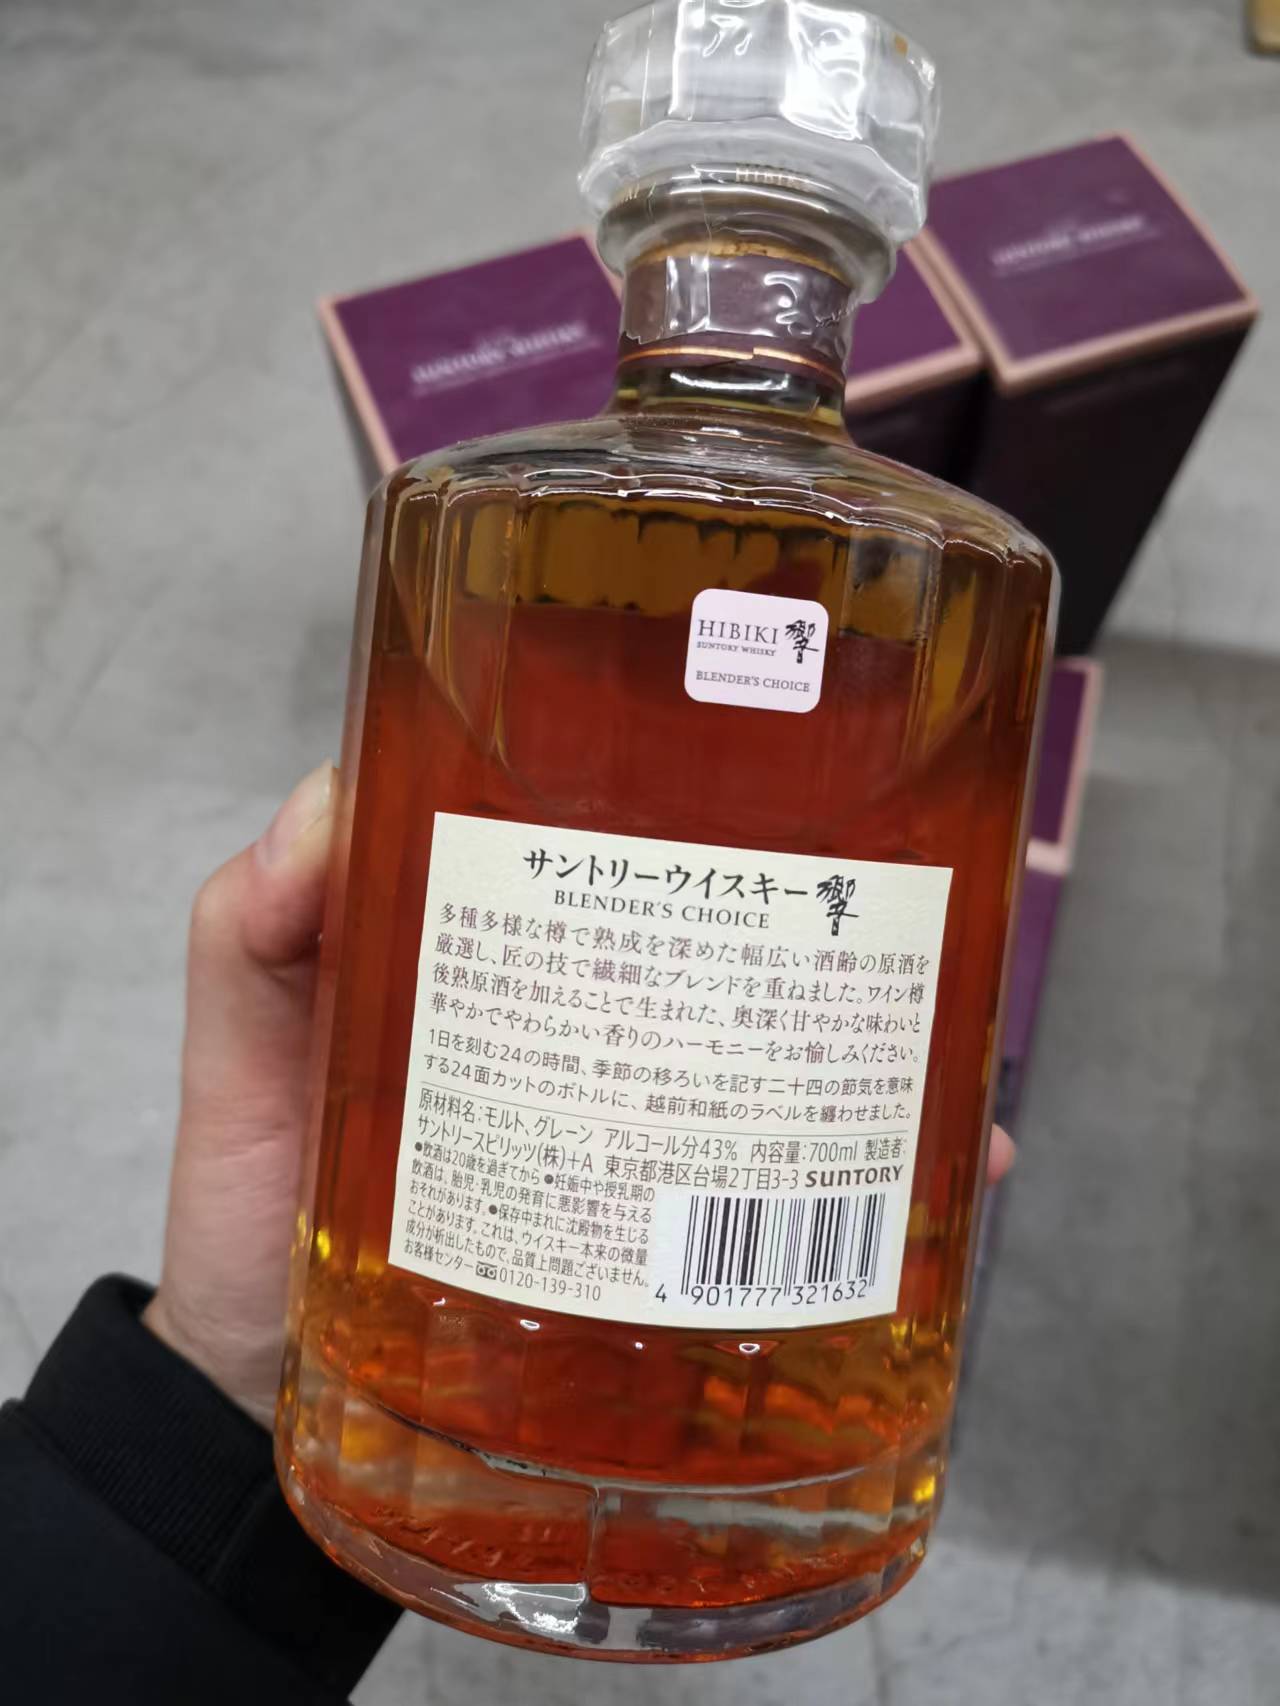 HIBIKI
SUNTORY WHISKY
SUNTORY WHISKY
HIBIKI 響
SUNTORY WHISKY
BLENDER'S CHOICE
サントリーウイスキー 響
BLENDER'S CHOICE
多種多様な樽で熟成を深めた幅広い酒齢の原酒を
厳選し、匠の技で繊細なブレンドを重ねました。ワイン樽
後熟原酒を加えることで生まれた、奥深く甘やかな味わいと
華やかでやわらかい香りのハーモニーをお愉しみください。
1日を刻む24の時間、季節の移ろいを記す二十四の節気を意味
する24面カットのボトルに、越前和紙のラベルを纏わせました。
原材料名:モルト、グレーン アルコール分43% 内容量:700ml 製造者:
サントリースピリッツ(株)+A 東京都港区台場2丁目3-3 SUNTORY
●飲酒は20歳を過ぎてから ●妊娠中や授乳期の
飲酒は、胎児・乳児の発育に悪影響を与える
おそれがあります。●保存中まれに沈殿物を生じる
ことがあります。これは、ウイスキー本来の微量
成分が析出したもので、品質上問題ございません。
お客様センター 0120-139-310
4 901777 321632